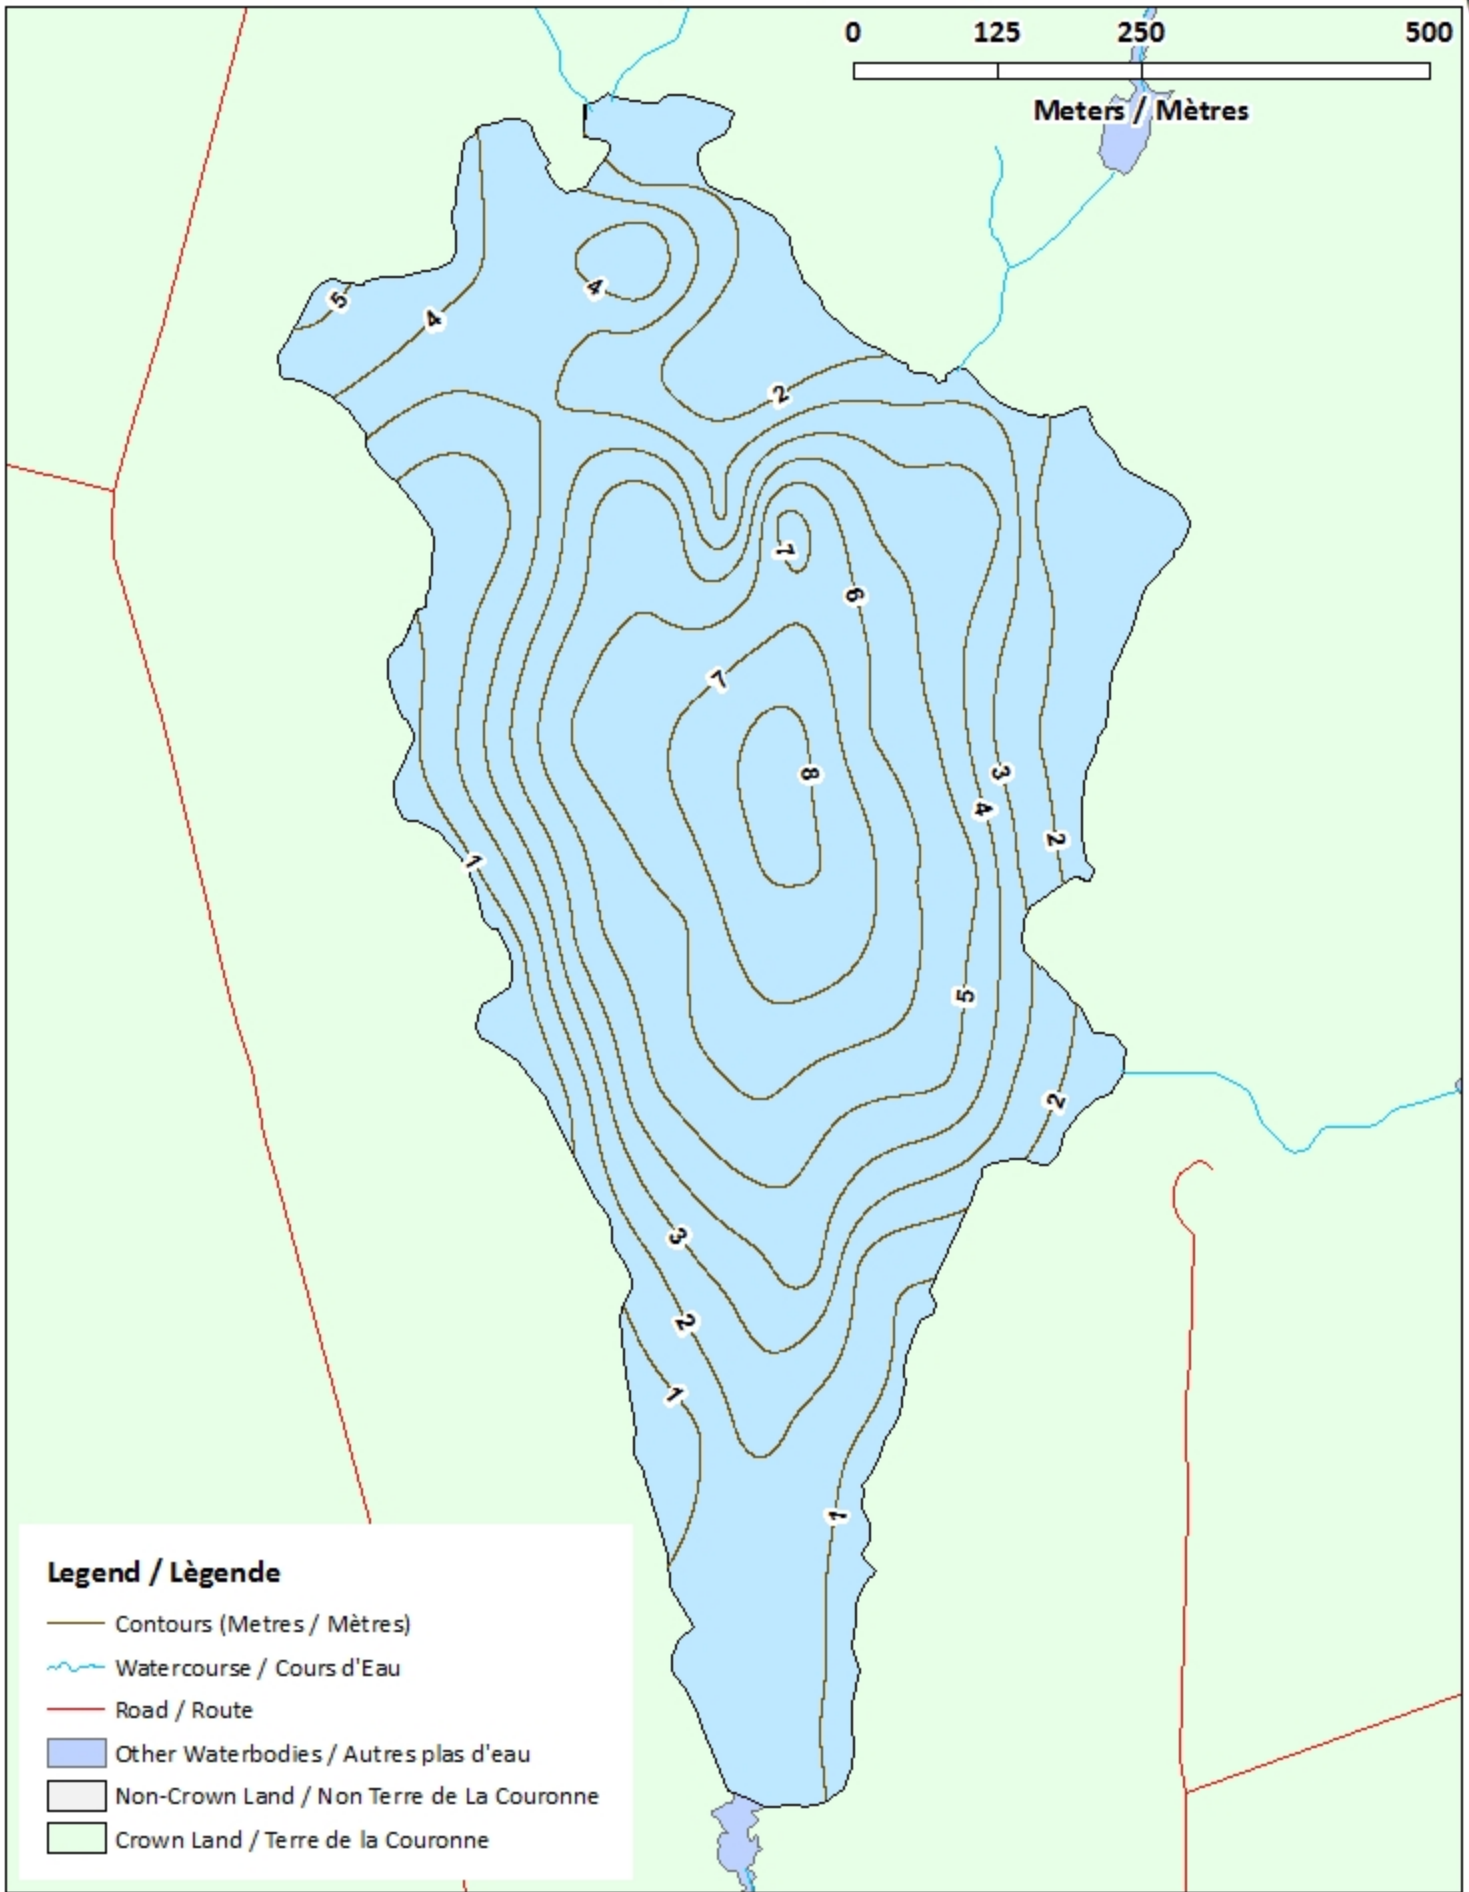 0 125 250 500
Meters / Mètres
4
5
4
2
7
6
7
8
3
4
2
1
5
2
3
2
1
1
Legend / Lègende
Contours (Metres / Mètres)
Watercourse / Cours d'Eau
Road / Route
Other Waterbodies / Autres plas d'eau
Non-Crown Land / Non Terre de La Couronne
Crown Land / Terre de la Couronne